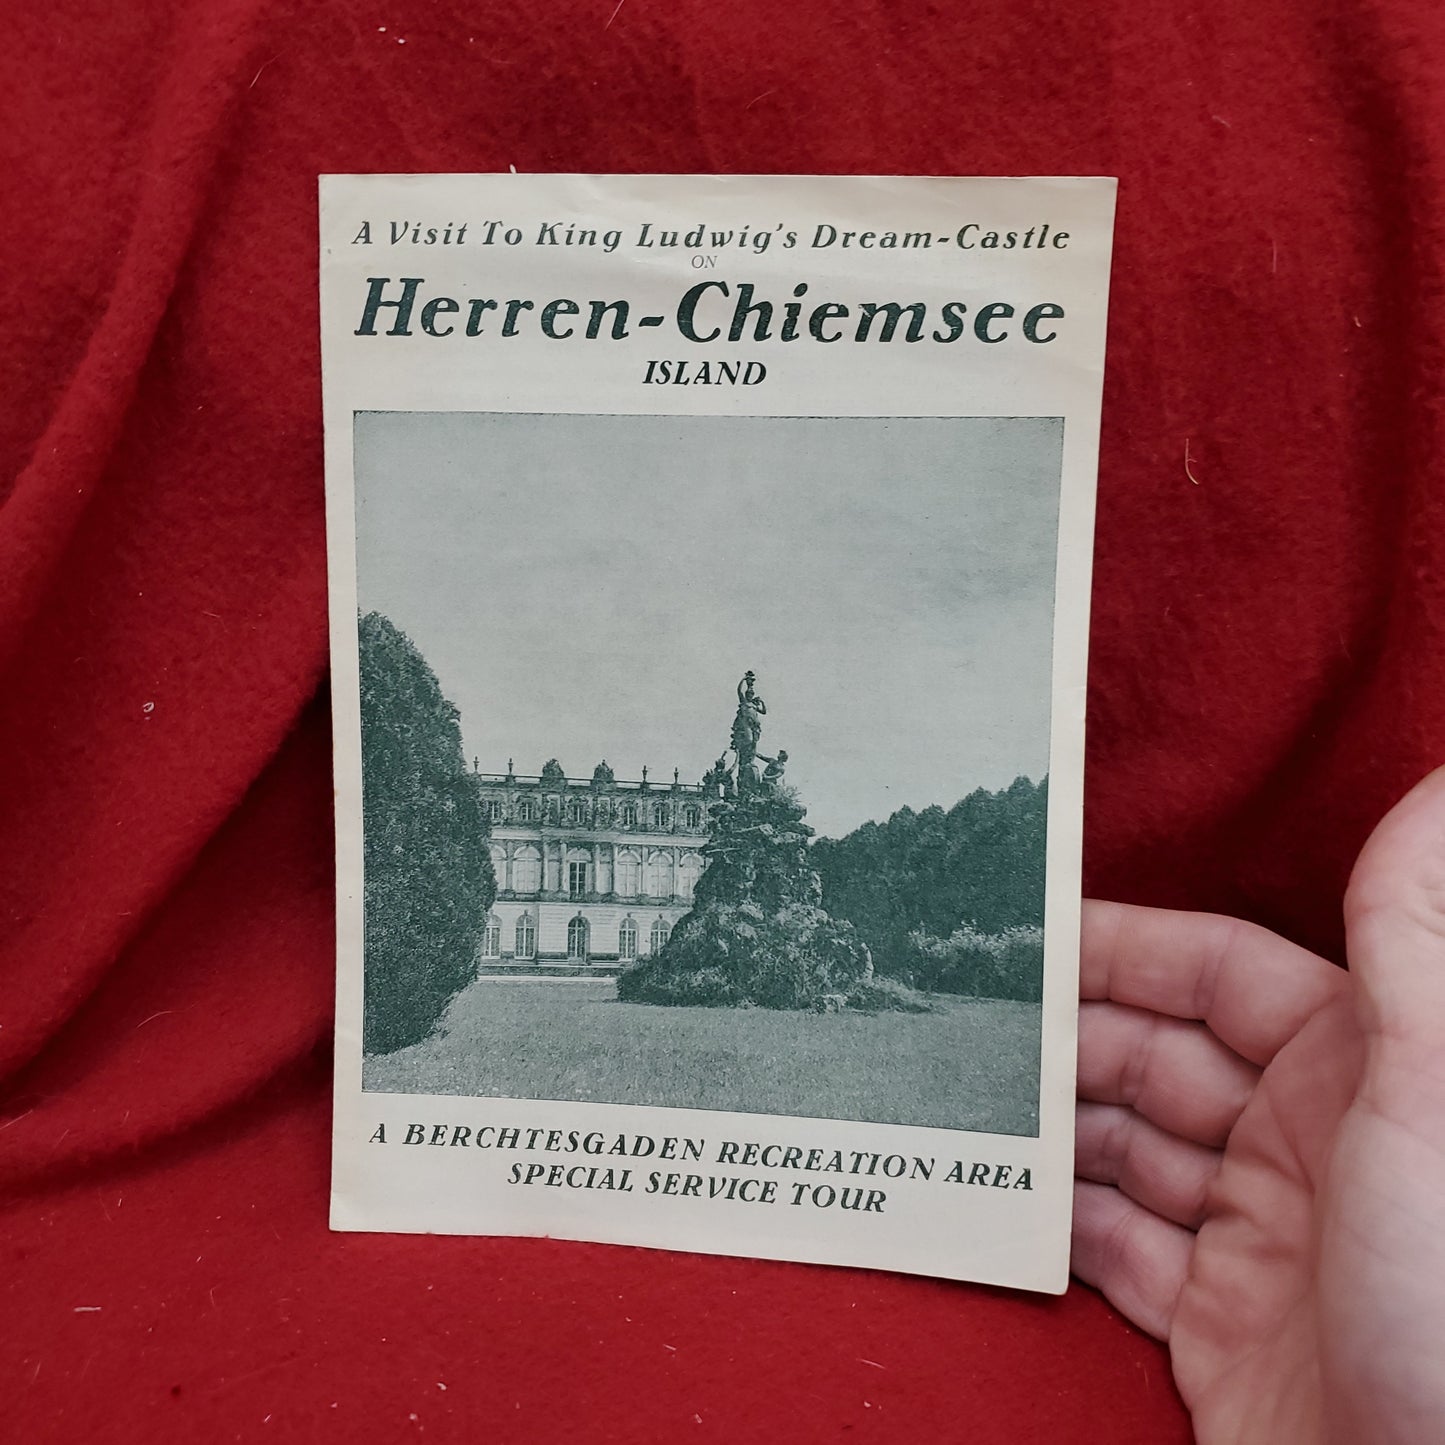 A Visit To King Ludwig's Dream-Castle
ON
Herren-Chiemsee
ISLAND
A BERCHTESGADEN RECREATION AREA
SPECIAL SERVICE TOUR